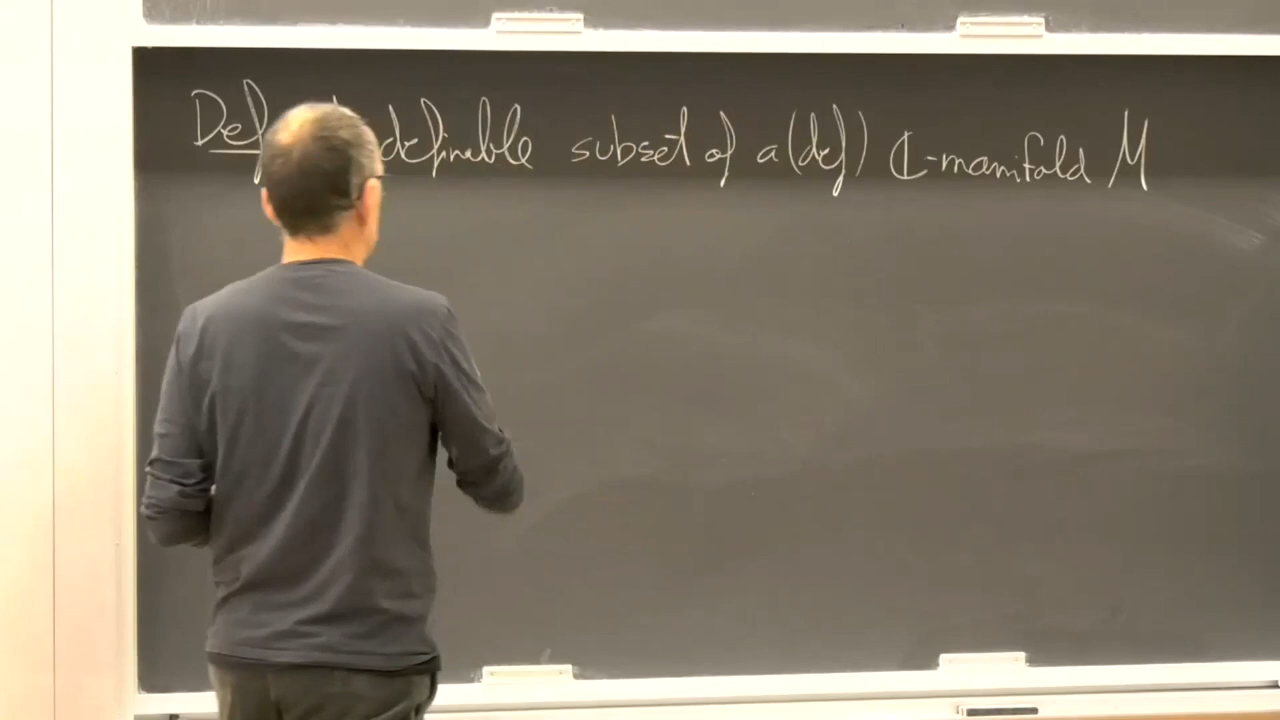 Def definable subset of a (def) ℂ-manifold M